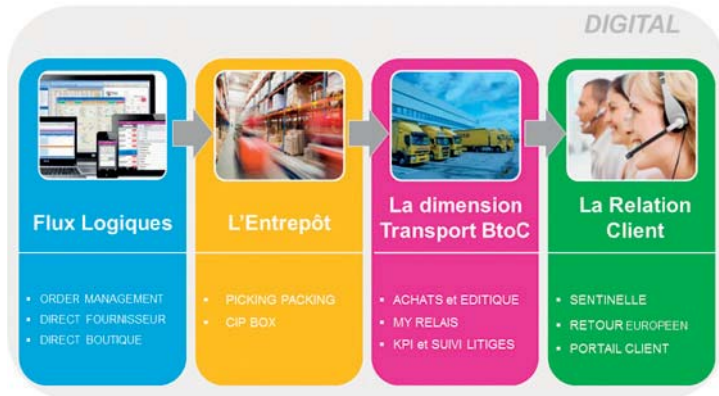 DIGITAL
Flux Logiques
▪ ORDER MANAGEMENT
▪ DIRECT FOURNISSEUR
▪ DIRECT BOUTIQUE
L'Entrepôt
▪ PICKING PACKING
▪ CIP BOX
La dimension
Transport BtoC
▪ ACHATS et EDITIQUE
▪ MY RELAIS
▪ KPI et SUIVI LITIGES
La Relation
Client
▪ SENTINELLE
▪ RETOUR EUROPEEN
▪ PORTAIL CLIENT